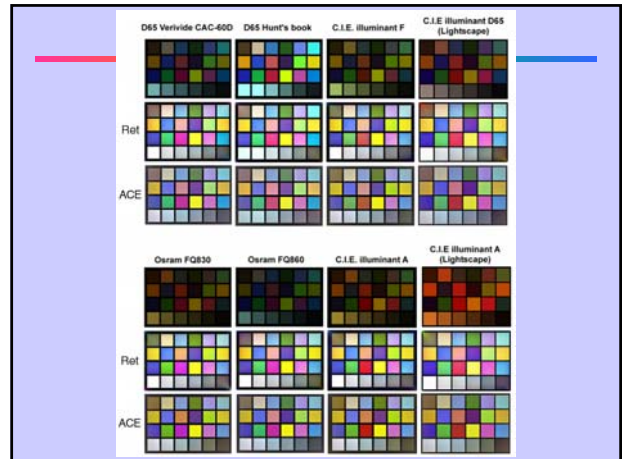 D65 Verivide CAC-60D D65 Hunt's book C.I.E. illuminant F C.I.E illuminant D65
(Lightscape)
Ret
ACE
Osram FQ830 Osram FQ860 C.I.E. illuminant A C.I.E illuminant A
(Lightscape)
Ret
ACE